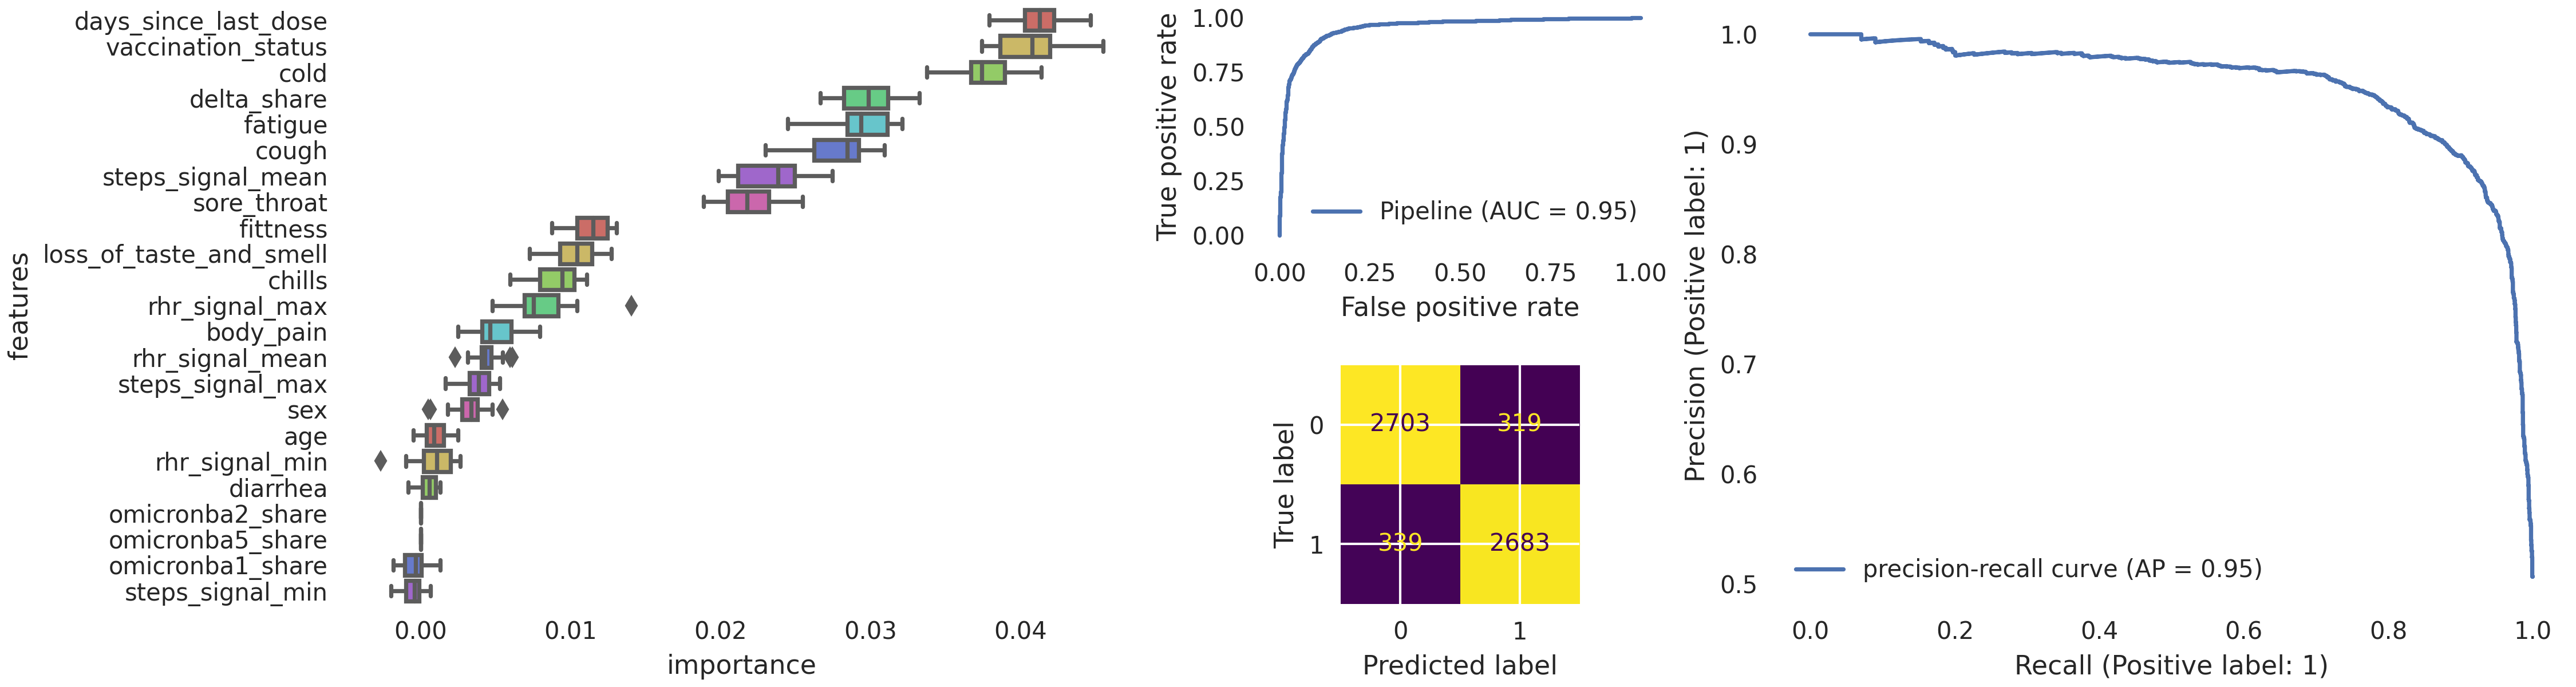 features
days_since_last_dose
vaccination_status
cold
delta_share
fatigue
cough
steps_signal_mean
sore_throat
fittness
loss_of_taste_and_smell
chills
rhr_signal_max
body_pain
rhr_signal_mean
steps_signal_max
sex
age
rhr_signal_min
diarrhea
omicronba2_share
omicronba5_share
omicronba1_share
steps_signal_min
0.00 0.01 0.02 0.03 0.04
importance
True positive rate
1.00
0.75
0.50
0.25
0.00
Pipeline (AUC = 0.95)
0.00 0.25 0.50 0.75 1.00
False positive rate
True label
0
1
2703 319
339 2683
0 1
Predicted label
Precision (Positive label: 1)
1.0
0.9
0.8
0.7
0.6
0.5
precision-recall curve (AP = 0.95)
0.0 0.2 0.4 0.6 0.8 1.0
Recall (Positive label: 1)